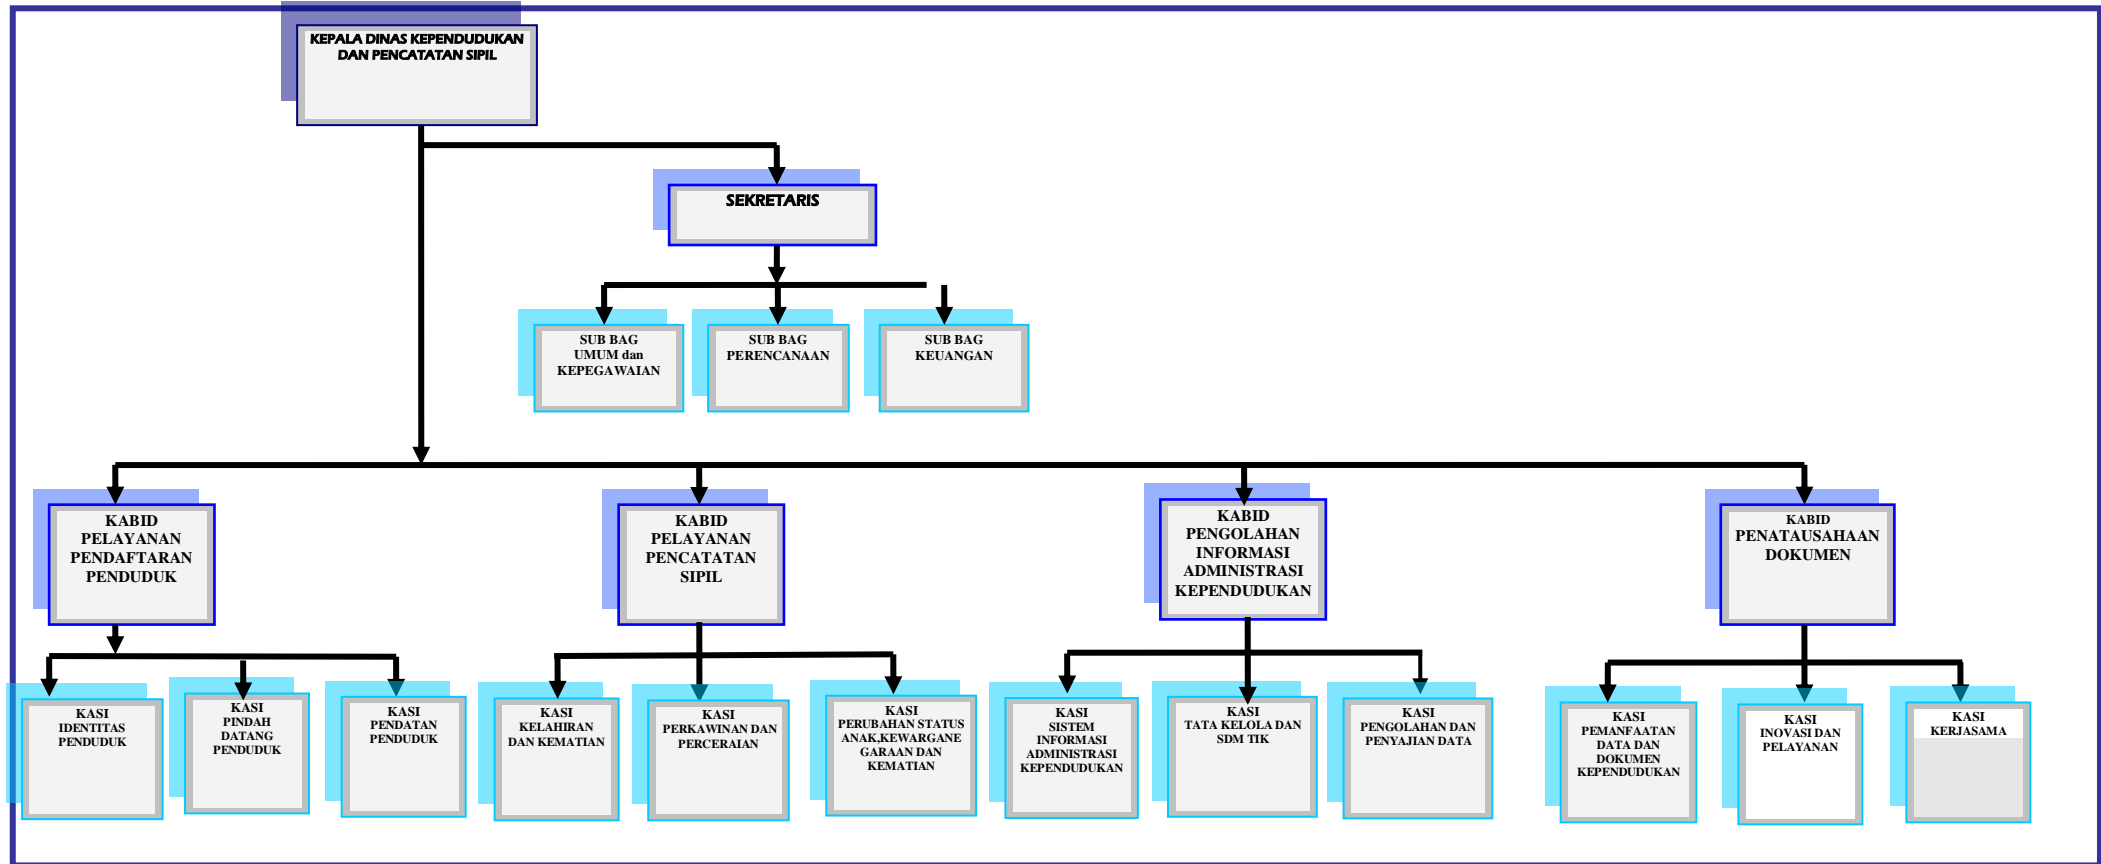 KEPALA DINAS KEPENDUDUKAN
DAN PENCATATAN SIPIL
SEKRETARIS
SUB BAG
UMUM dan
KEPEGAWAIAN
SUB BAG
PERENCANAAN
SUB BAG
KEUANGAN
KABID
PELAYANAN
PENDAFTARAN
PENDUDUK
KABID
PELAYANAN
PENCATATAN
SIPIL
KABID
PENGOLAHAN
INFORMASI
ADMINISTRASI
KEPENDUDUKAN
KABID
PENATAUSAHAAN
DOKUMEN
KASI
IDENTITAS
PENDUDUK
KASI
PINDAH
DATANG
PENDUDUK
KASI
PENDATAN
PENDUDUK
KASI
KELAHIRAN
DAN KEMATIAN
KASI
PERKAWINAN DAN
PERCERAIAN
KASI
PERUBAHAN STATUS
ANAK,KEWARGANE
GARAAN DAN
KEMATIAN
KASI
SISTEM
INFORMASI
ADMINISTRASI
KEPENDUDUKAN
KASI
TATA KELOLA DAN
SDM TIK
KASI
PENGOLAHAN DAN
PENYAJIAN DATA
KASI
PEMANFAATAN
DATA DAN
DOKUMEN
KEPENDUDUKAN
KASI
INOVASI DAN
PELAYANAN
KASI
KERJASAMA